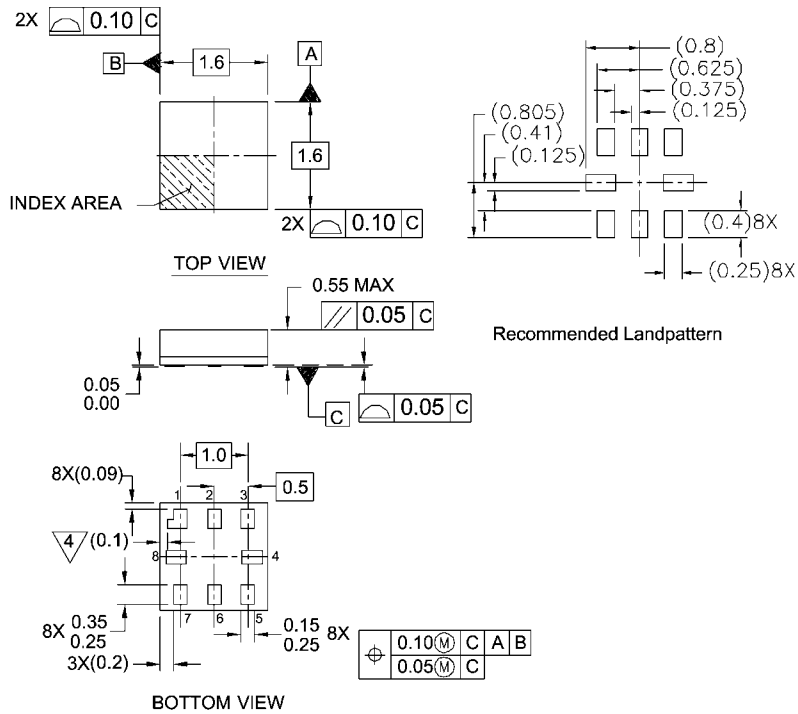 2X 0.10 C
B
1.6
A
1.6
INDEX AREA
2X 0.10 C
TOP VIEW
(0.8)
(0.625)
(0.375)
(0.125)
(0.805)
(0.41)
(0.125)
(0.4)8X
(0.25)8X
Recommended Landpattern
0.55 MAX
// 0.05 C
0.05
0.00
C
0.05 C
1.0
8X(0.09)
1 2 3
0.5
4 (0.1)
8 4
7 6 5
8X 0.35
0.25
0.15
0.25 8X
3X(0.2)
0.10 Ⓜ C A B
0.05 Ⓜ C
BOTTOM VIEW